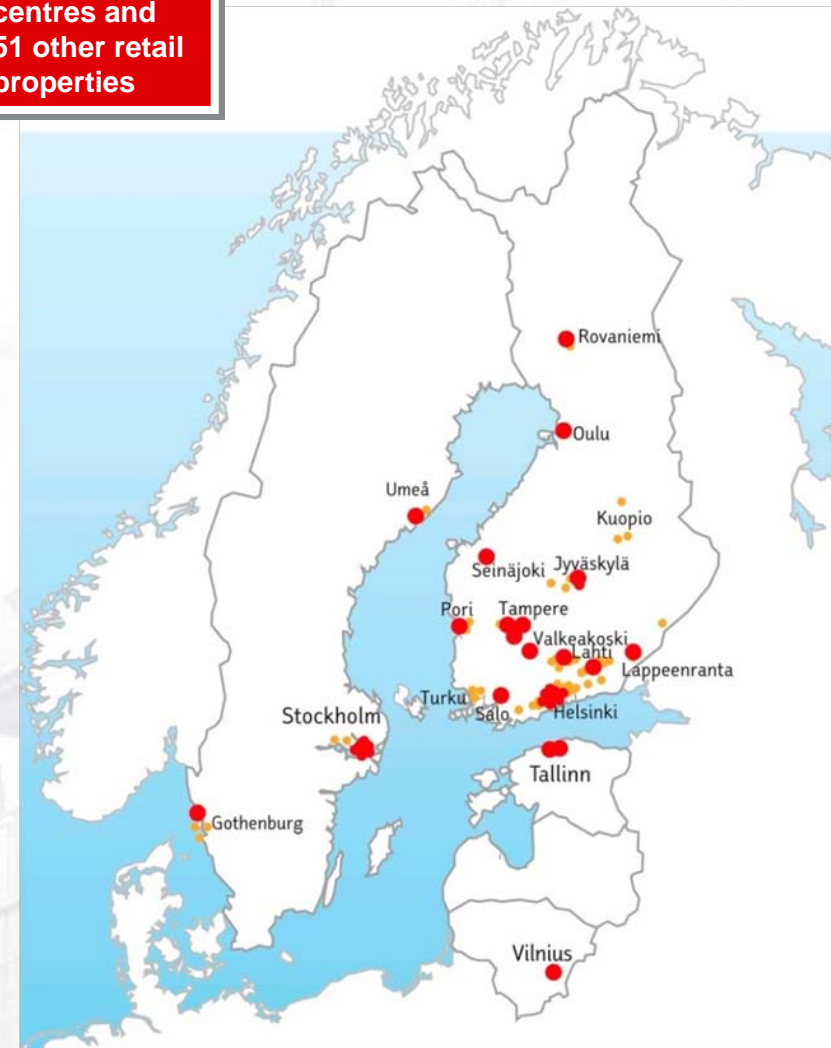 centres and
51 other retail
properties
Rovaniemi
Oulu
Umeå
Kuopio
Seinäjoki
Jyväskylä
Pori
Tampere
Valkeakoski
Lahti
Lappeenranta
Turku
Salo
Helsinki
Stockholm
Tallinn
Gothenburg
Vilnius